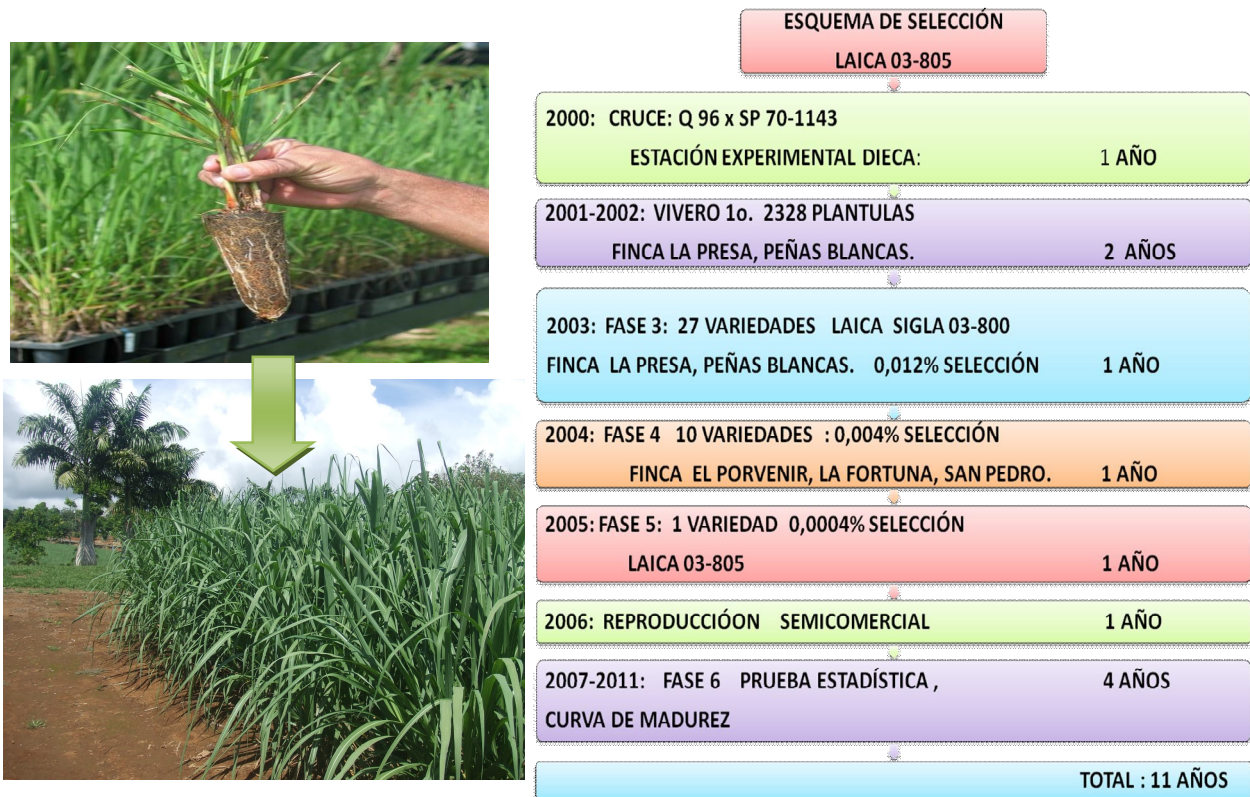 ESQUEMA DE SELECCIÓN
LAICA 03-805
2000: CRUCE: Q 96 x SP 70-1143
ESTACIÓN EXPERIMENTAL DIECA: 1 AÑO
2001-2002: VIVERO 1o. 2328 PLANTULAS
FINCA LA PRESA, PEÑAS BLANCAS. 2 AÑOS
2003: FASE 3: 27 VARIEDADES LAICA SIGLA 03-800
FINCA LA PRESA, PEÑAS BLANCAS. 0,012% SELECCIÓN 1 AÑO
2004: FASE 4 10 VARIEDADES : 0,004% SELECCIÓN
FINCA EL PORVENIR, LA FORTUNA, SAN PEDRO. 1 AÑO
2005: FASE 5: 1 VARIEDAD 0,0004% SELECCIÓN
LAICA 03-805 1 AÑO
2006: REPRODUCCIÓON SEMICOMERCIAL 1 AÑO
2007-2011: FASE 6 PRUEBA ESTADÍSTICA , 4 AÑOS
CURVA DE MADUREZ
TOTAL : 11 AÑOS